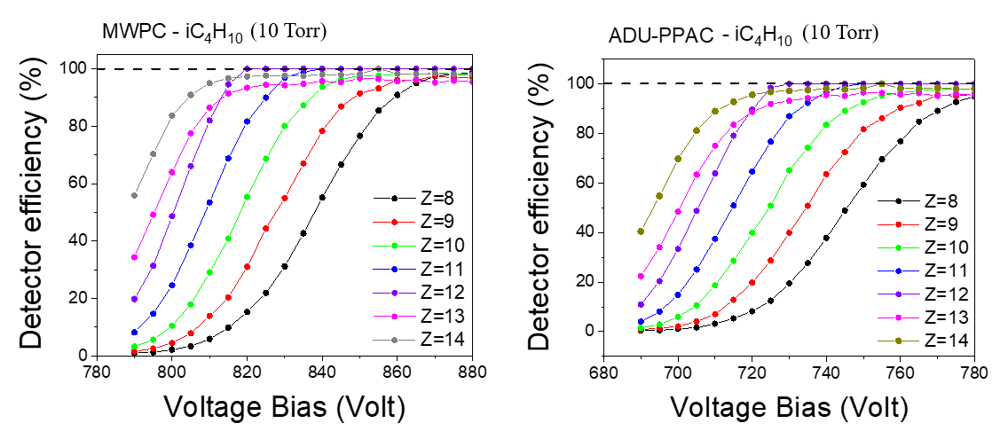 MWPC - iC₄H₁₀ (10 Torr)
Detector efficiency (%)
100
80
60
40
20
0
Z=8
Z=9
Z=10
Z=11
Z=12
Z=13
Z=14
780 800 820 840 860 880
Voltage Bias (Volt)
ADU-PPAC - iC₄H₁₀ (10 Torr)
Detector efficiency (%)
100
80
60
40
20
0
Z=8
Z=9
Z=10
Z=11
Z=12
Z=13
Z=14
680 700 720 740 760 780
Voltage Bias (Volt)